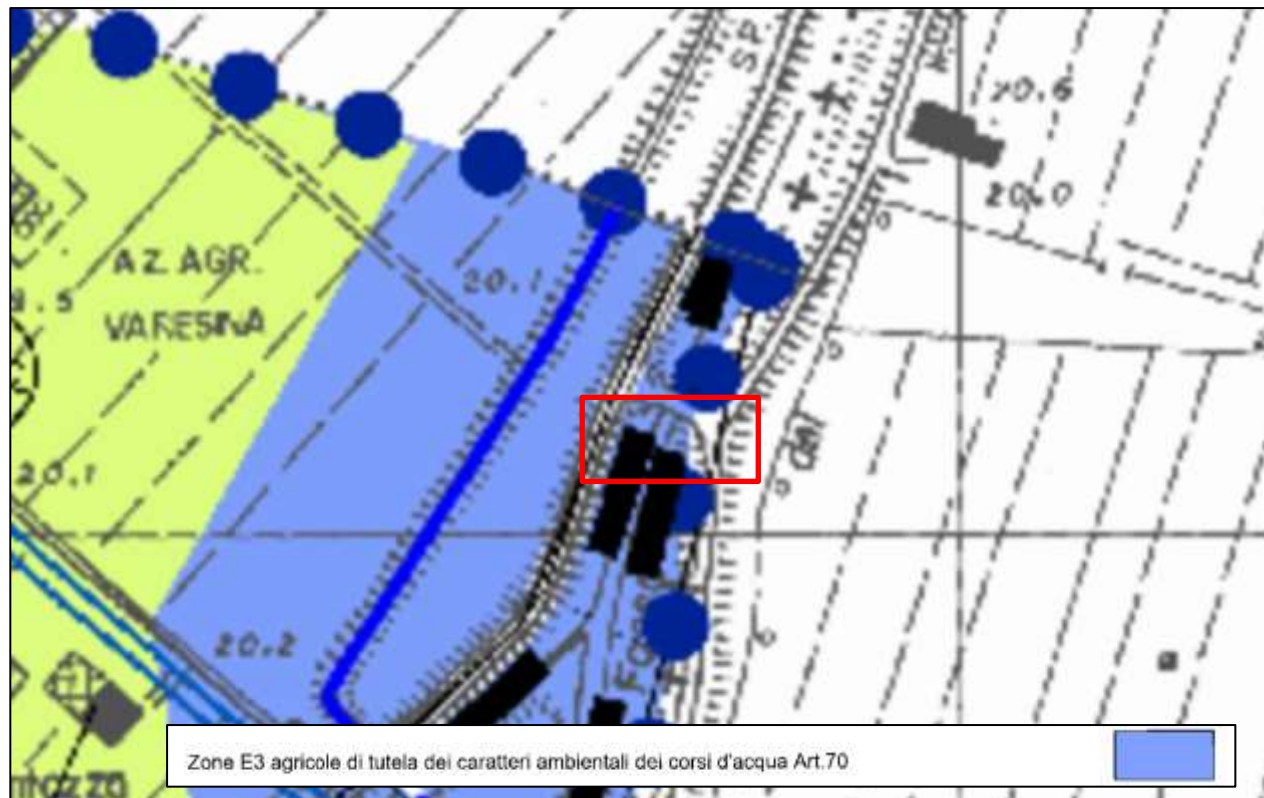 SP.
20.6
20.0
AZ. AGR.
VARESINA
20.1
20.1
20.2
Zone E3 agricole di tutela dei caratteri ambientali dei corsi d'acqua Art.70